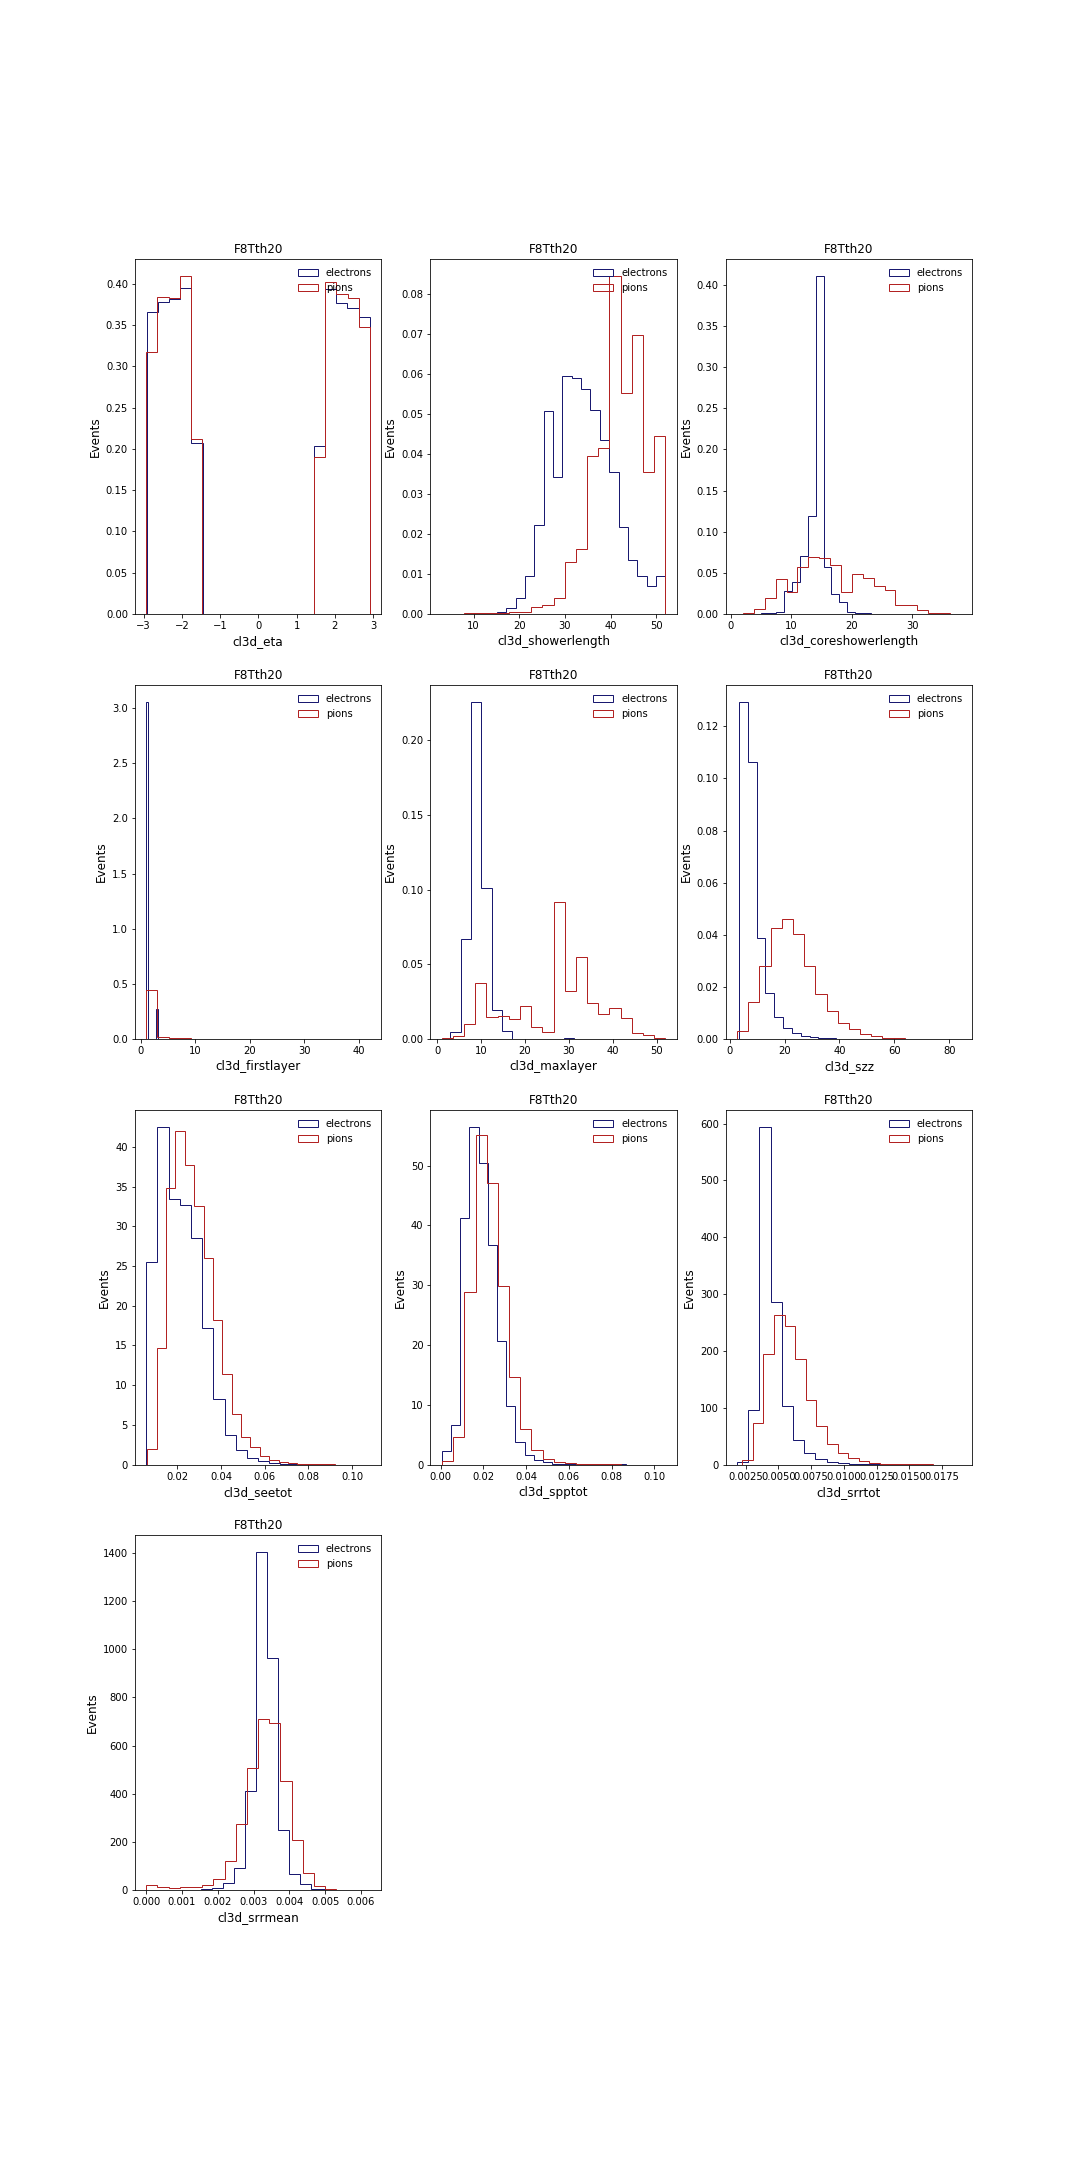 F8Tth20 F8Tth20 F8Tth20
electrons electrons electrons
pions pions pions
0.40 0.08 0.40
0.35 0.07 0.35
0.30 0.06 0.30
0.25 0.05 0.25
0.20 0.04 0.20
0.15 0.03 0.15
0.10 0.02 0.10
0.05 0.01 0.05
0.00 0.00 0.00
Events Events Events
−3 −2 −1 0 1 2 3 10 20 30 40 50 0 10 20 30
cl3d_eta cl3d_showerlength cl3d_coreshowerlength
F8Tth20 F8Tth20 F8Tth20
electrons electrons electrons
pions pions pions
3.0 0.20 0.12
2.5 0.15 0.10
2.0 0.10 0.08
1.5 0.05 0.06
1.0 0.00 0.04
0.5 0.02
0.0 0.00
Events Events Events
0 10 20 30 40 0 10 20 30 40 50 0 20 40 60 80
cl3d_firstlayer cl3d_maxlayer cl3d_szz
F8Tth20 F8Tth20 F8Tth20
electrons electrons electrons
pions pions pions
40 50 600
35 40 500
30 30 400
25 20 300
20 10 200
15 0 100
10 0
5
0
Events Events Events
0.02 0.04 0.06 0.08 0.10 0.00 0.02 0.04 0.06 0.08 0.10 0.0025 0.0050 0.0075 0.0100 0.0125 0.0150 0.0175
cl3d_seetot cl3d_spptot cl3d_srrtot
F8Tth20
electrons
pions
1400
1200
1000
800
600
400
200
0
Events
0.000 0.001 0.002 0.003 0.004 0.005 0.006
cl3d_srrmean